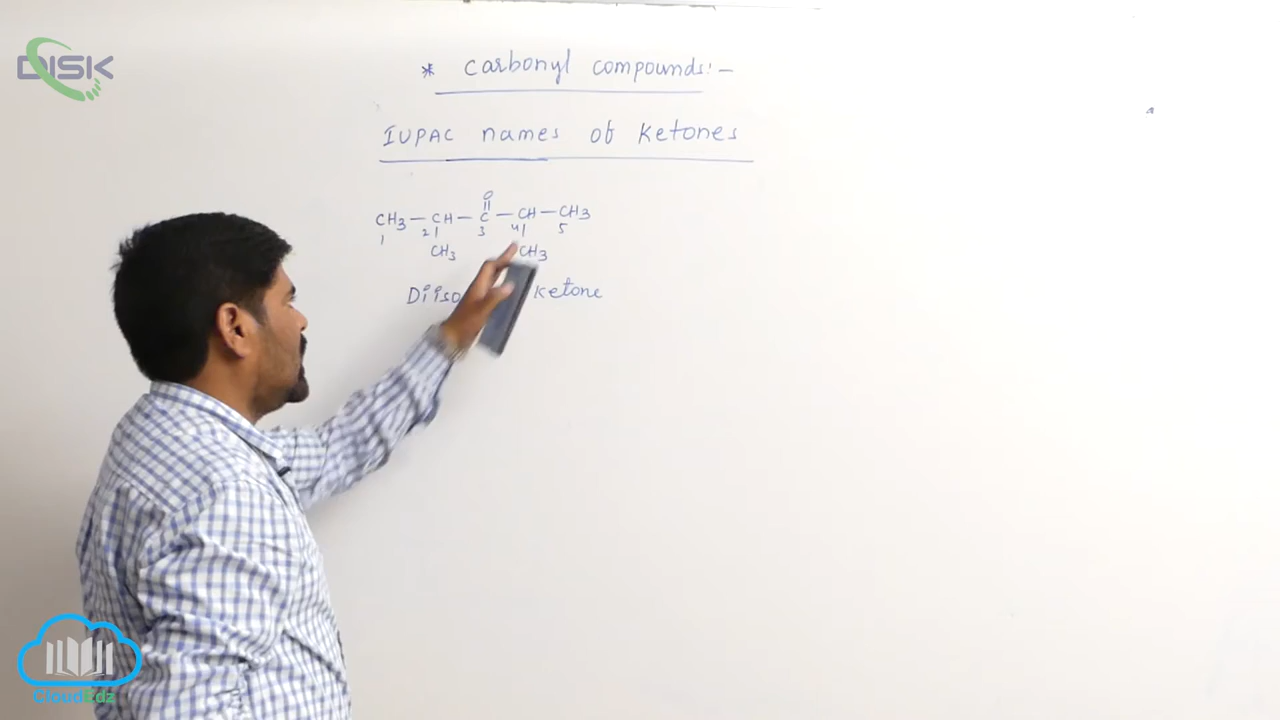 DISK
* Carbonyl compounds:-
IUPAC names of Ketones
O
CH3 — CH — C — CH — CH3
1 2 3 4 5
CH3 CH3
Ketone
CloudEdz